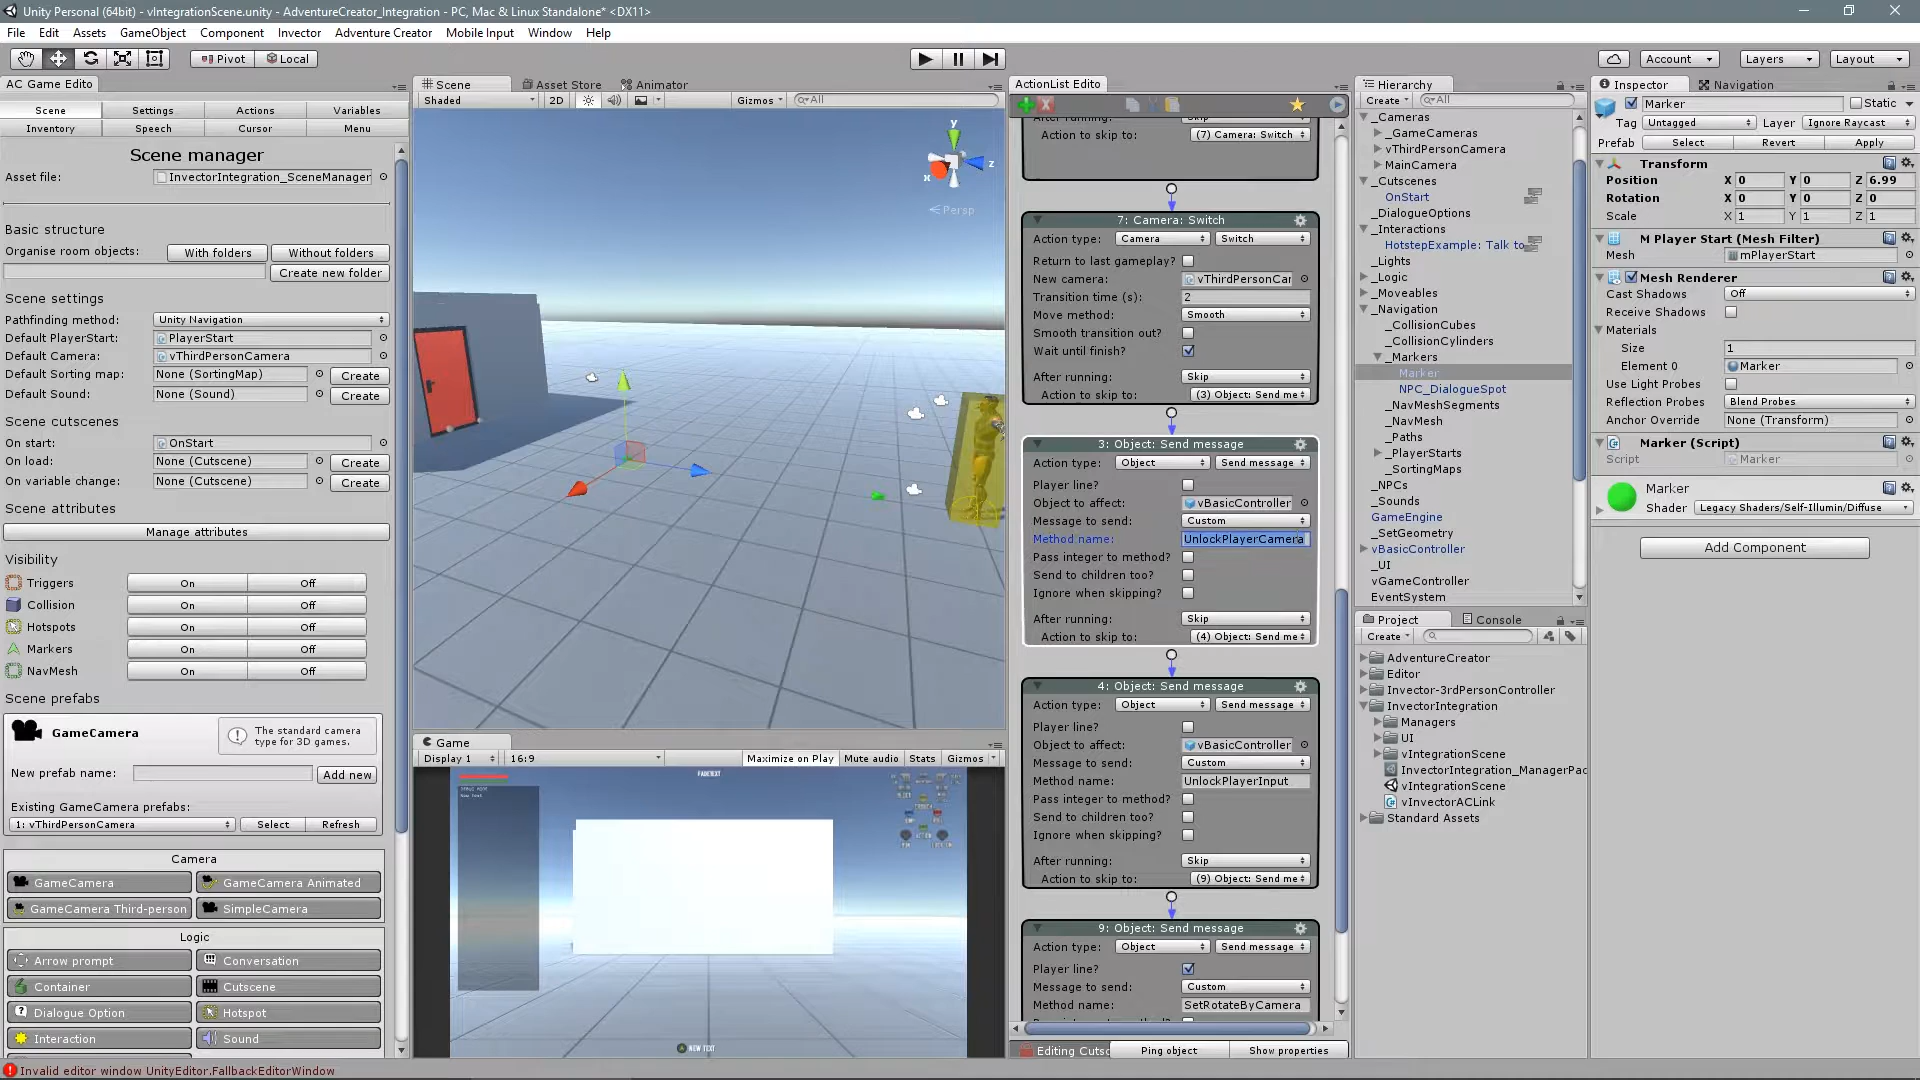 Unity Personal (64bit) - vIntegrationScene.unity - AdventureCreator_Integration - PC, Mac & Linux Standalone* <DX11>
File Edit Assets GameObject Component Invector Adventure Creator Mobile Input Window Help
Pivot Local Account Layers Layout
AC Game Edito
Scene Settings Actions Variables
Inventory Speech Cursor Menu
Scene manager
Asset file: InvectorIntegration_SceneManager
Basic structure
Organise room objects: With folders Without folders
Create new folder
Scene settings
Pathfinding method: Unity Navigation
Default PlayerStart: PlayerStart
Default Camera: vThirdPersonCamera
Default Sorting map: None (SortingMap) Create
Default Sound: None (Sound) Create
Scene cutscenes
On start: OnStart
On load: None (Cutscene) Create
On variable change: None (Cutscene) Create
Scene attributes
Manage attributes
Visibility
Triggers On Off
Collision On Off
Hotspots On Off
Markers On Off
NavMesh On Off
Scene prefabs
GameCamera
The standard camera
type for 3D games.
New prefab name: Add new
Existing GameCamera prefabs:
1: vThirdPersonCamera Select Refresh
Camera
GameCamera GameCamera Animated
GameCamera Third-person SimpleCamera
Logic
Arrow prompt Conversation
Container Cutscene
Dialogue Option Hotspot
Interaction Sound
Invalid editor window UnityEditor.FallbackEditorWindow
Scene Asset Store Animator
Shaded 2D Gizmos All
y
z
x
Persp
Game
Display 1 16:9 Maximize on Play Mute audio Stats Gizmos
NEW TEXT
ActionList Edito
Action to skip to: (7) Camera: Switch
7: Camera: Switch
Action type: Camera Switch
Return to last gameplay?
New camera: vThirdPersonCar
Transition time (s): 2
Move method: Smooth
Smooth transition out?
Wait until finish?
After running: Skip
Action to skip to: (3) Object: Send me
3: Object: Send message
Action type: Object Send message
Player line?
Object to affect: vBasicController
Message to send: Custom
Method name: UnlockPlayerCamera
Pass integer to method?
Send to children too?
Ignore when skipping?
After running: Skip
Action to skip to: (4) Object: Send me
4: Object: Send message
Action type: Object Send message
Player line?
Object to affect: vBasicController
Message to send: Custom
Method name: UnlockPlayerInput
Pass integer to method?
Send to children too?
Ignore when skipping?
After running: Skip
Action to skip to: (9) Object: Send me
9: Object: Send message
Action type: Object Send message
Player line?
Message to send: Custom
Method name: SetRotateByCamera
Editing Cutsc Ping object Show properties
Hierarchy
Create All
_Cameras
_GameCameras
vThirdPersonCamera
MainCamera
_Cutscenes
OnStart
_DialogueOptions
_Interactions
HotstepExample: Talk to
_Lights
_Logic
_Moveables
_Navigation
_CollisionCubes
_CollisionCylinders
_Markers
Marker
NPC_DialogueSpot
_NavMeshSegments
_NavMesh
_Paths
_PlayerStarts
_SortingMaps
_NPCs
_Sounds
GameEngine
_SetGeometry
vBasicController
_UI
vGameController
EventSystem
Project Console
Create
AdventureCreator
Editor
Invector-3rdPersonController
InvectorIntegration
Managers
UI
vIntegrationScene
InvectorIntegration_ManagerPac
vIntegrationScene
vInvectorACLink
Standard Assets
Inspector Navigation
Marker Static
Tag Untagged Layer Ignore Raycast
Prefab Select Revert Apply
Transform
Position X 0 Y 0 Z 6.99
Rotation X 0 Y 0 Z 0
Scale X 1 Y 1 Z 1
M Player Start (Mesh Filter)
Mesh mPlayerStart
Mesh Renderer
Cast Shadows Off
Receive Shadows
Materials
Size 1
Element 0 Marker
Use Light Probes
Reflection Probes Blend Probes
Anchor Override None (Transform)
Marker (Script)
Script Marker
Marker
Shader Legacy Shaders/Self-Illumin/Diffuse
Add Component